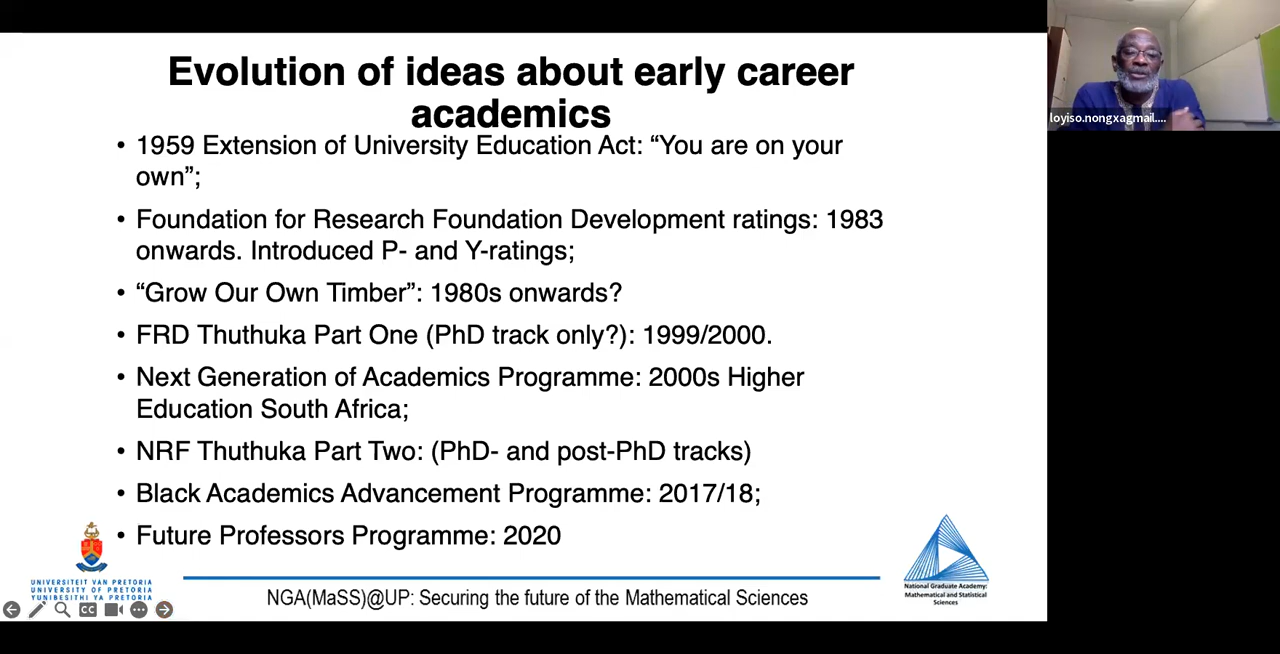 Evolution of ideas about early career
academics
• 1959 Extension of University Education Act: “You are on your
own”;
• Foundation for Research Foundation Development ratings: 1983
onwards. Introduced P- and Y-ratings;
• “Grow Our Own Timber”: 1980s onwards?
• FRD Thuthuka Part One (PhD track only?): 1999/2000.
• Next Generation of Academics Programme: 2000s Higher
Education South Africa;
• NRF Thuthuka Part Two: (PhD- and post-PhD tracks)
• Black Academics Advancement Programme: 2017/18;
• Future Professors Programme: 2020
UNIVERSITEIT VAN PRETORIA
UNIVERSITY OF PRETORIA
YUNIBESITHI YA PRETORIA
NGA(MaSS)@UP: Securing the future of the Mathematical Sciences
National Graduate Academy:
Mathematical and Statistical
Sciences
CC
loyiso.nongxagmail....